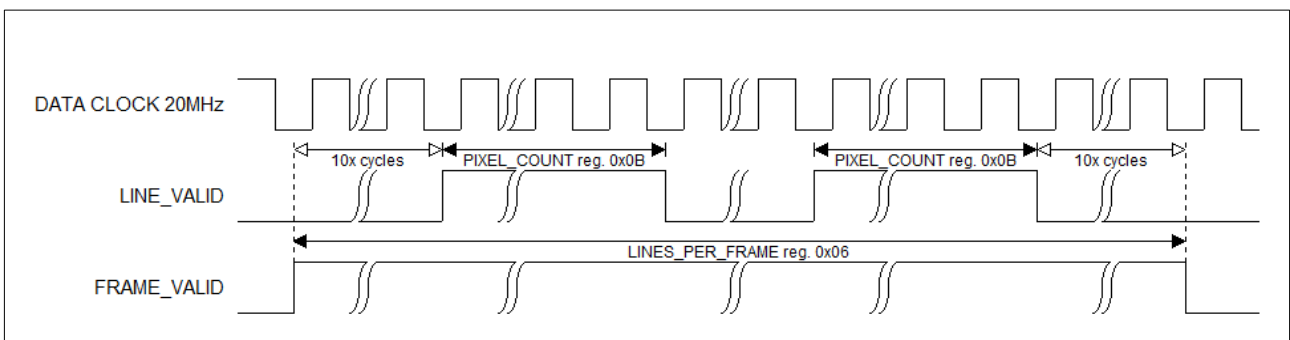 DATA CLOCK 20MHz
10x cycles
PIXEL_COUNT reg. 0x0B
PIXEL_COUNT reg. 0x0B
10x cycles
LINE_VALID
LINES_PER_FRAME reg. 0x06
FRAME_VALID